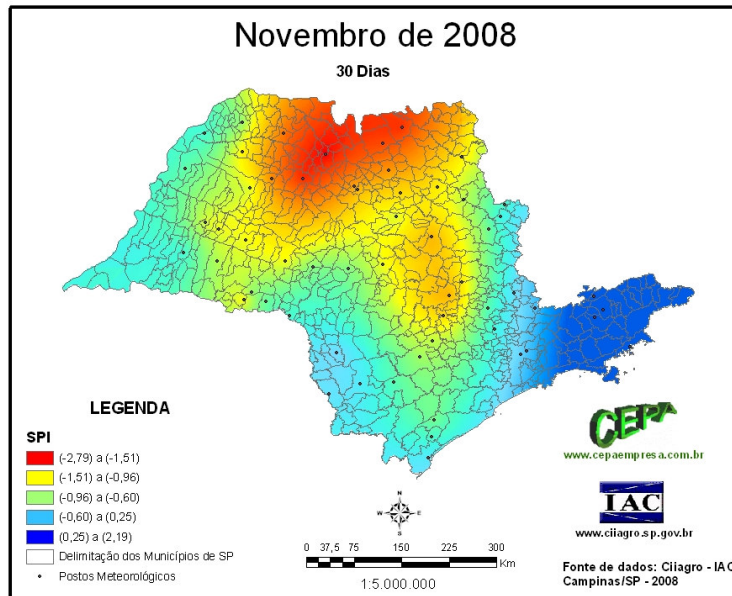 Novembro de 2008
30 Dias
LEGENDA
SPI
(-2,79) a (-1,51)
(-1,51) a (-0,96)
(-0,96) a (-0,60)
(-0,60) a (0,25)
(0,25) a (2,19)
Delimitação dos Municípios de SP
Postos Meteorológicos
N
W E
S
0 37,5 75 150 225 300
Km
1:5.000.000
CEPA
www.cepaempresa.com.br
IAC
www.ciiagro.sp.gov.br
Fonte de dados: Ciiagro - IAC
Campinas/SP - 2008